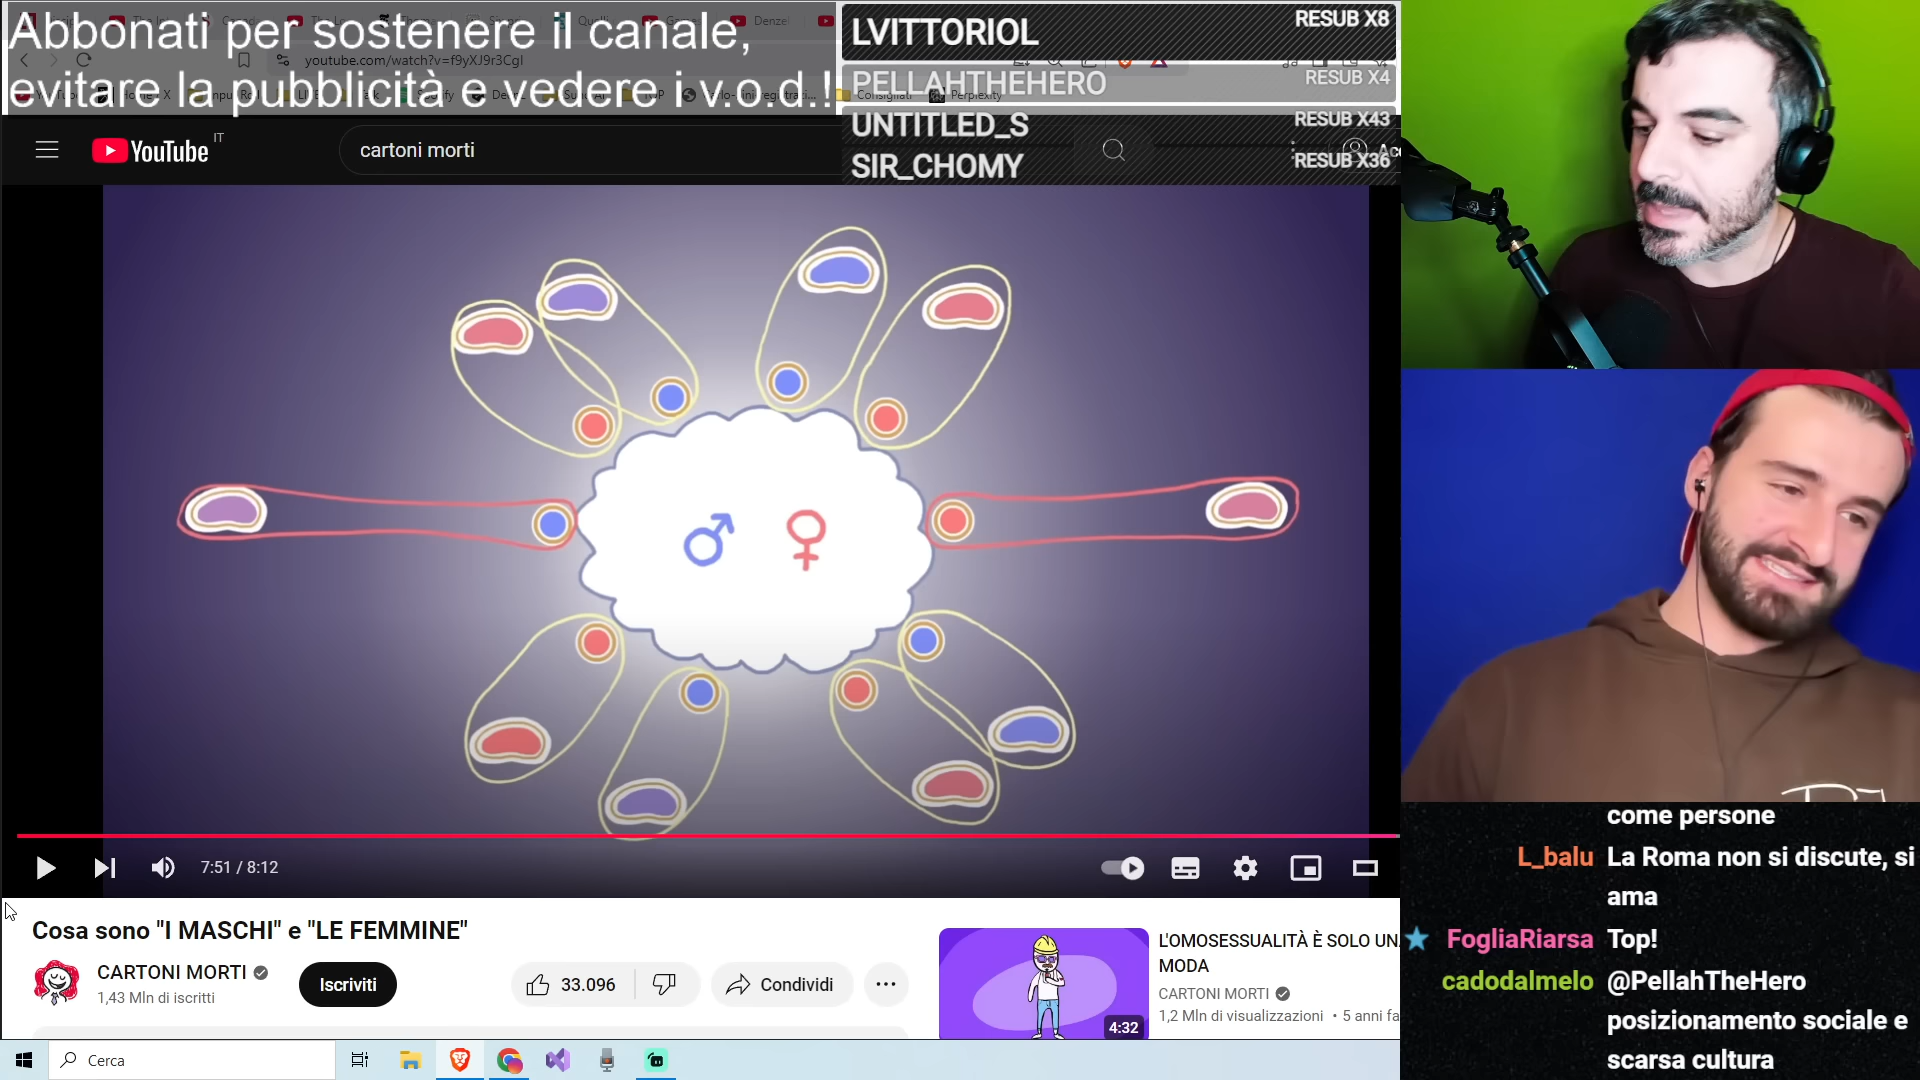 Abbonati per sostenere il canale,
evitare la pubblicità e vedere i v.o.d.!!
LVITTORIOL RESUB X8
PELLAHTHEHERO RESUB X4
UNTITLED_S RESUB X43
SIR_CHOMY RESUB X36
youtube.com/watch?v=f9yXJ9r3CgI
Consigliati Perplexity
YouTube IT
cartoni morti
Acc
7:51 / 8:12
Cosa sono "I MASCHI" e "LE FEMMINE"
CARTONI MORTI
1,43 Mln di iscritti
Iscriviti
33.096
Condividi
L'OMOSESSUALITÀ È SOLO UN
MODA
CARTONI MORTI
1,2 Mln di visualizzazioni • 5 anni fa
4:32
come persone
L_balu La Roma non si discute, si
ama
FogliaRiarsa Top!
cadodalmelo @PellahTheHero
posizionamento sociale e
scarsa cultura
Cerca